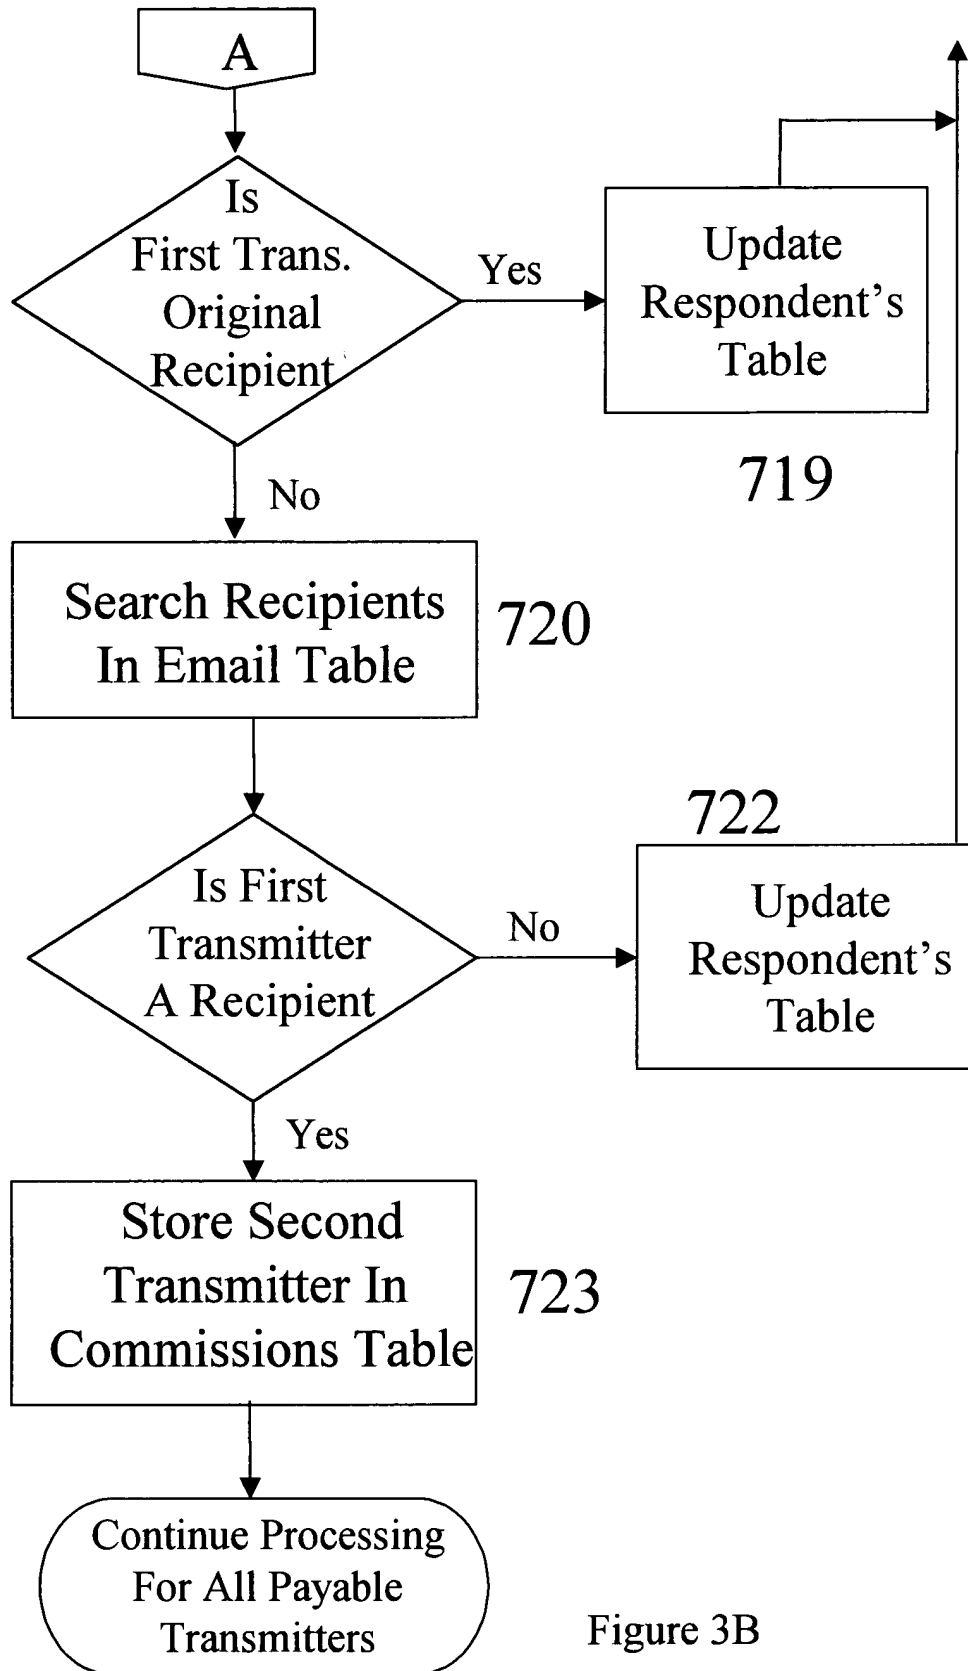 A
Is
First Trans.
Original
Recipient
Yes
Update
Respondent's
Table
719
No
Search Recipients
In Email Table
720
722
Is First
Transmitter
A Recipient
No
Update
Respondent's
Table
Yes
Store Second
Transmitter In
Commissions Table
723
Continue Processing
For All Payable
Transmitters
Figure 3B